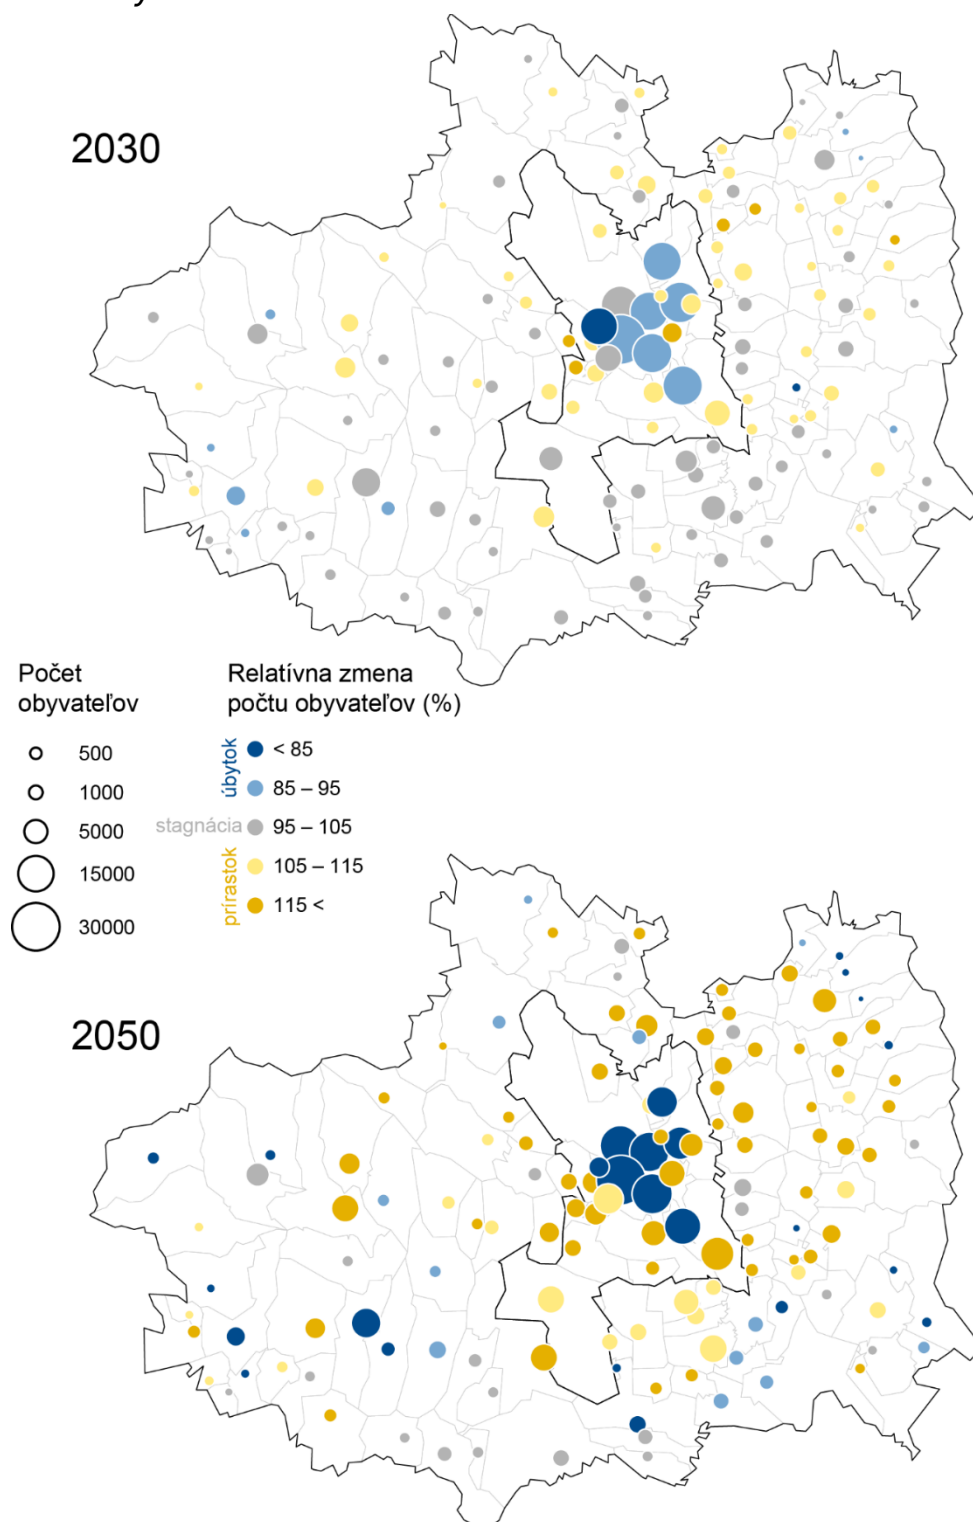 2030
Počet
obyvateľov
500
1000
5000
15000
30000
Relatívna zmena
počtu obyvateľov (%)
úbytok
< 85
85 – 95
stagnácia
95 – 105
prírastok
105 – 115
115 <
2050